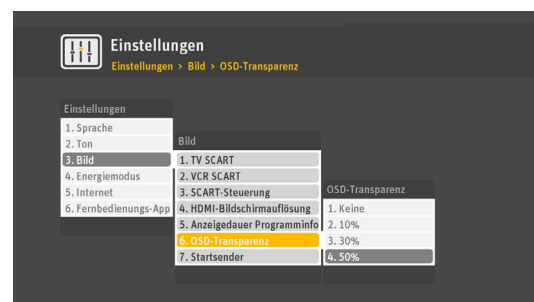 Einstellungen
Einstellungen > Bild > OSD-Transparenz
Einstellungen
1. Sprache
2. Ton
3. Bild
4. Energiemodus
5. Internet
6. Fernbedienungs-App
Bild
1. TV SCART
2. VCR SCART
3. SCART-Steuerung
4. HDMI-Bildschirmauflösung
5. Anzeigedauer Programminfo
6. OSD-Transparenz
7. Startsender
OSD-Transparenz
1. Keine
2. 10%
3. 30%
4. 50%